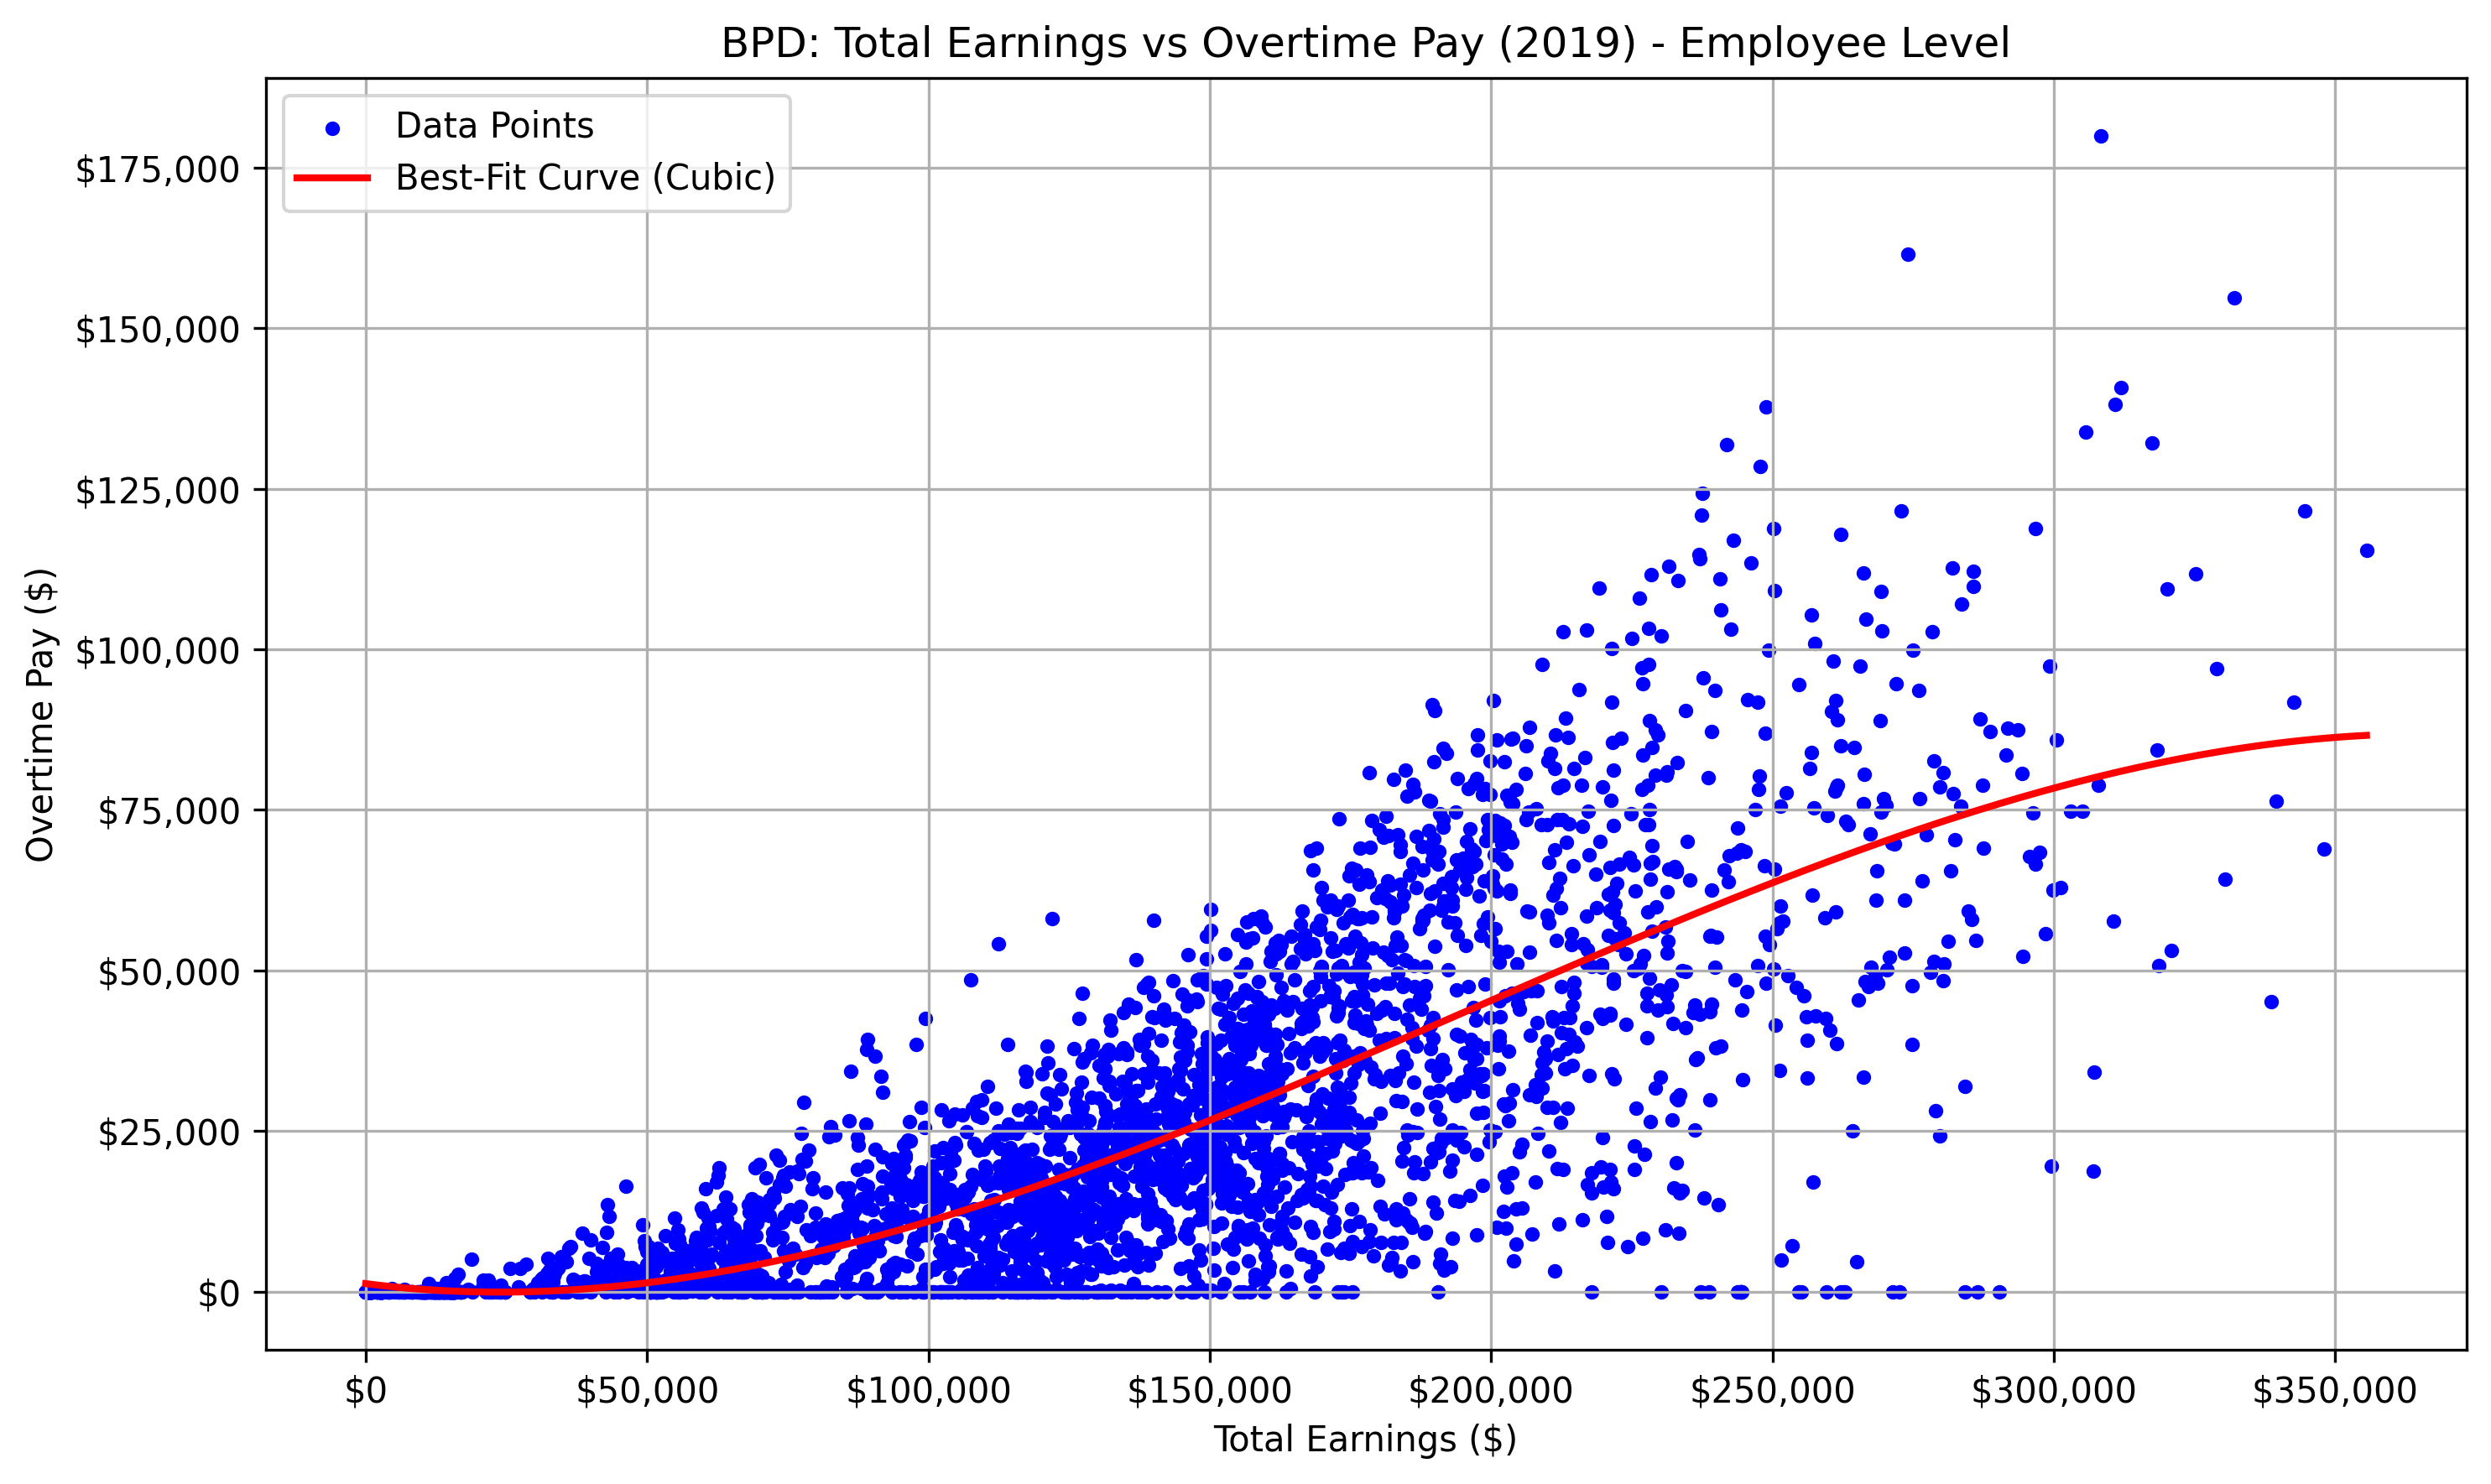 BPD: Total Earnings vs Overtime Pay (2019) - Employee Level
Data Points
Best-Fit Curve (Cubic)
Overtime Pay ($)
$175,000
$150,000
$125,000
$100,000
$75,000
$50,000
$25,000
$0
$0 $50,000 $100,000 $150,000 $200,000 $250,000 $300,000 $350,000
Total Earnings ($)